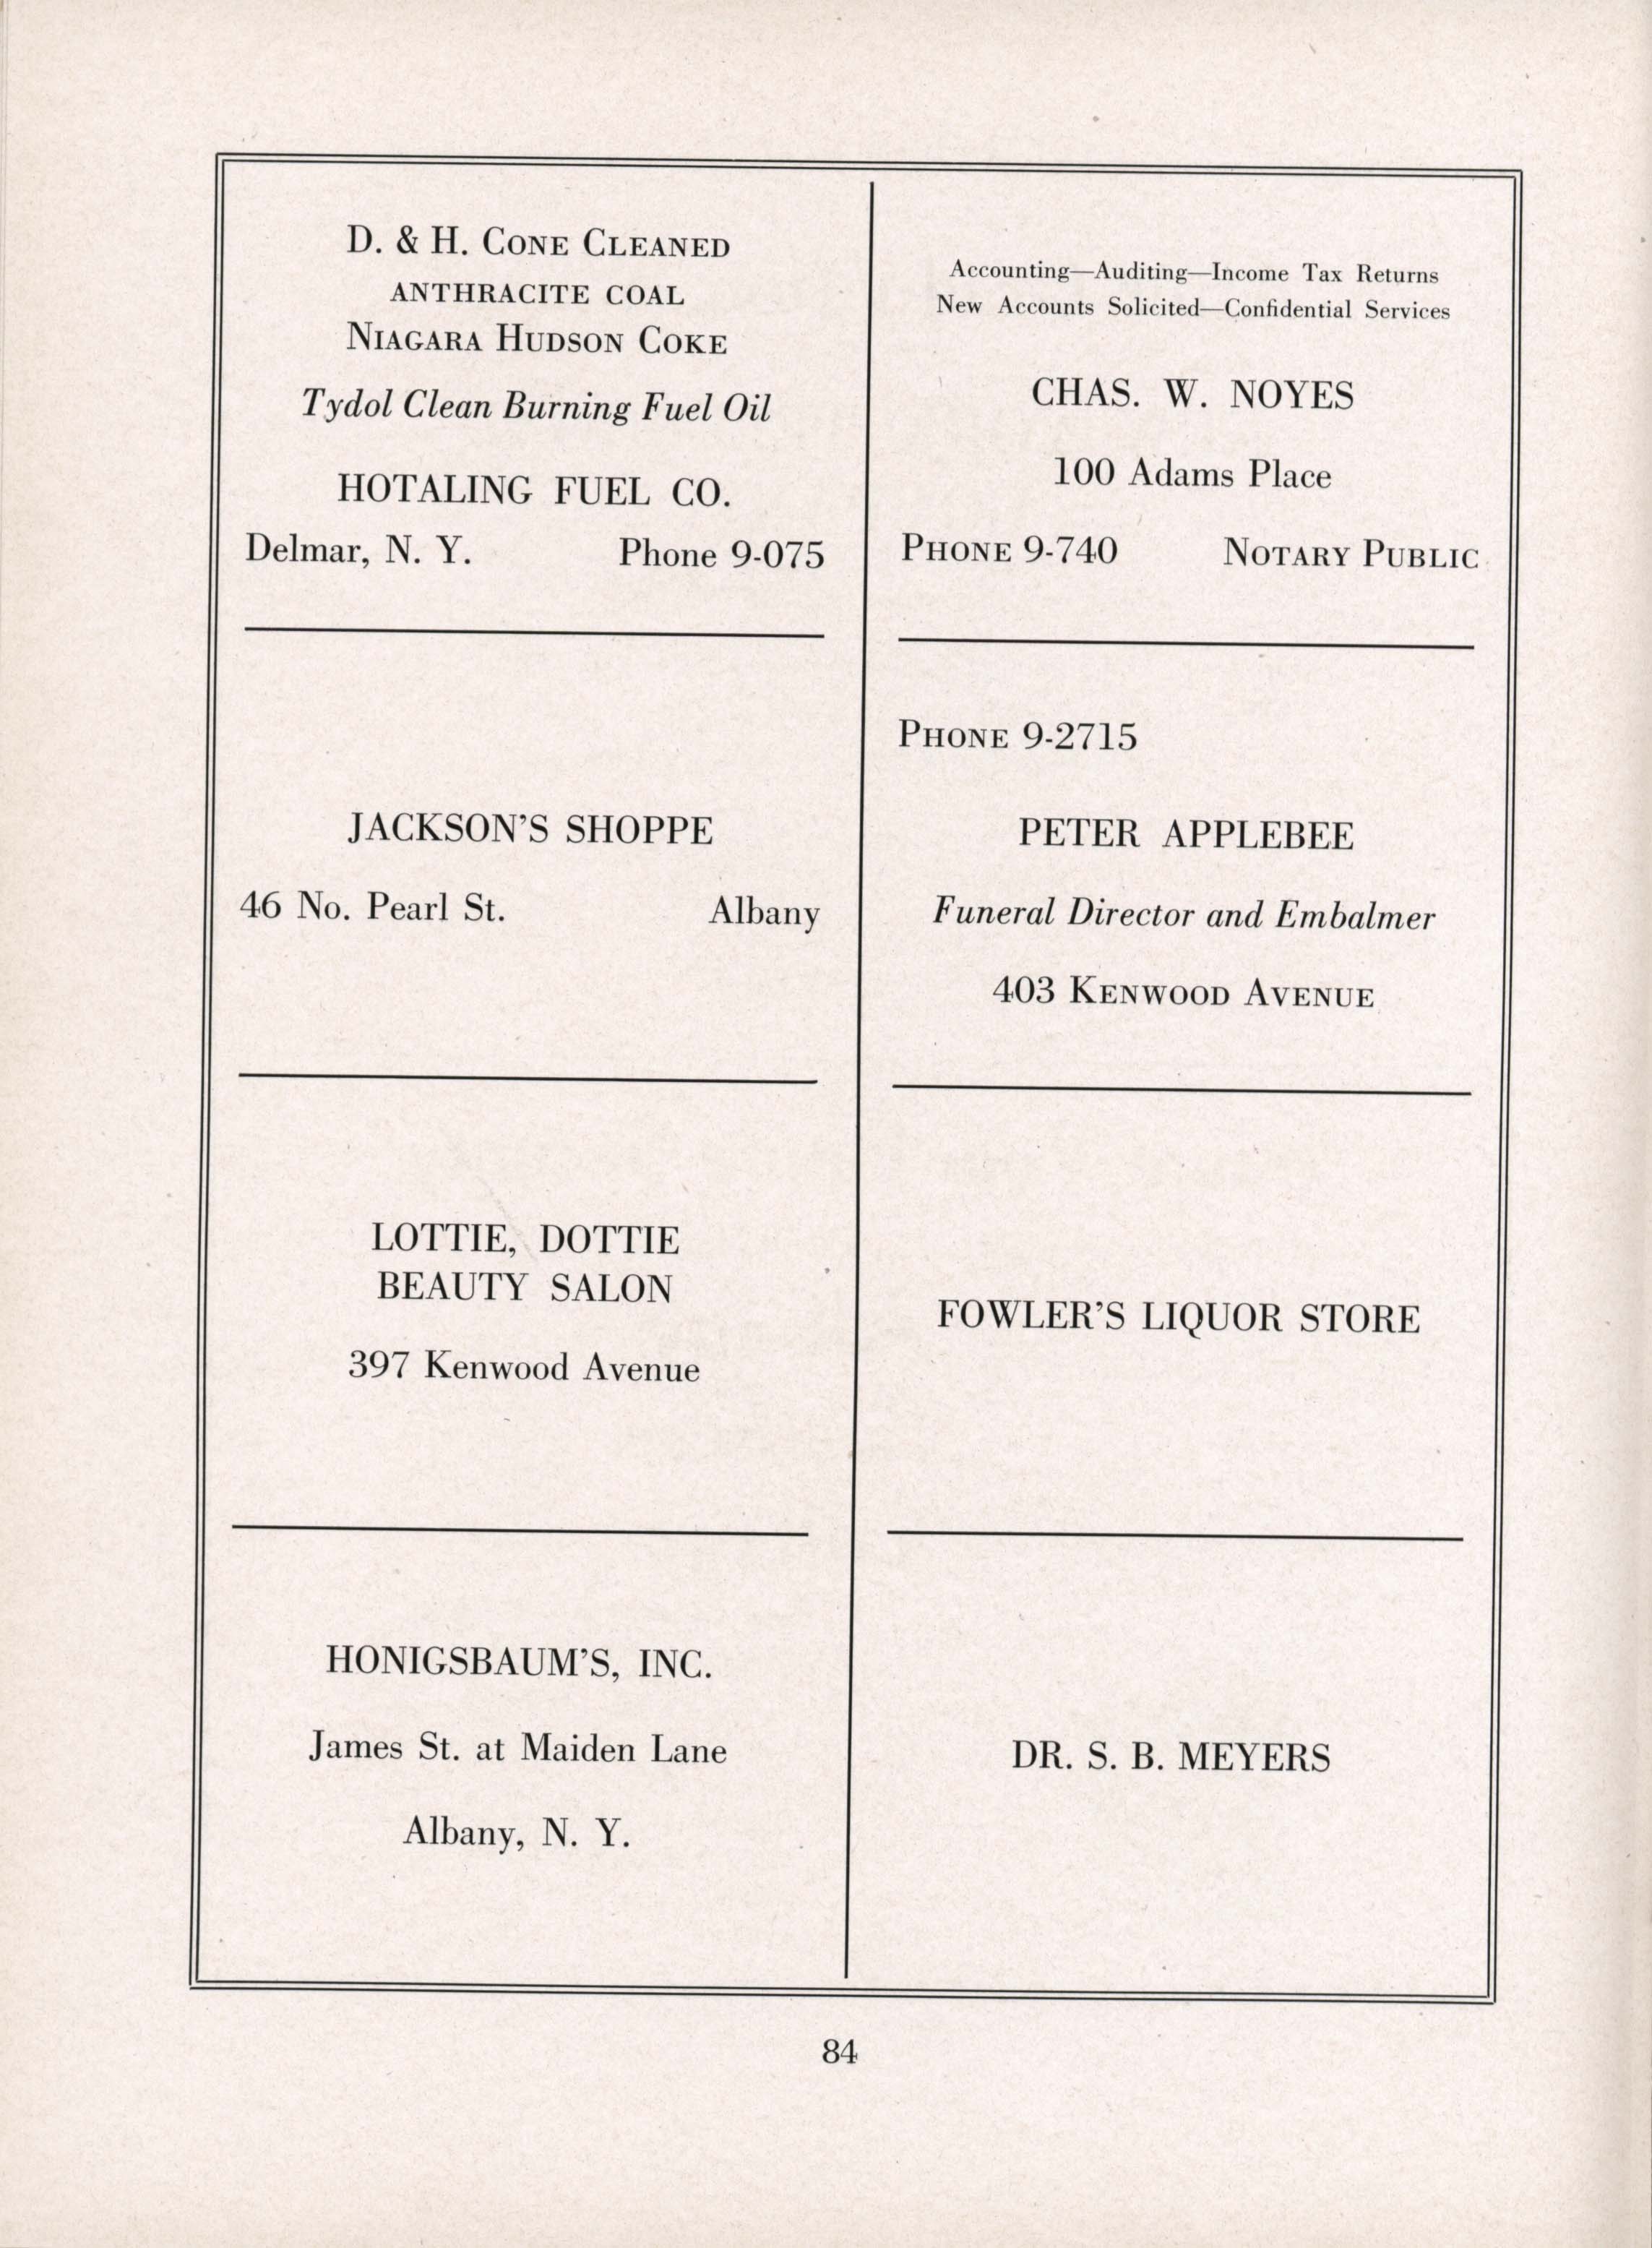 D. & H. CONE CLEANED
ANTHRACITE COAL
NIAGARA HUDSON COKE
Tydol Clean Burning Fuel Oil
HOTALING FUEL CO.
Delmar, N. Y. Phone 9-075
JACKSON'S SHOPPE
46 No. Pearl St. Albany
LOTTIE, DOTTIE
BEAUTY SALON
397 Kenwood Avenue
HONIGSBAUM'S, INC.
James St. at Maiden Lane
Albany, N. Y.
Accounting—Auditing—Income Tax Returns
New Accounts Solicited—Confidential Services
CHAS. W. NOYES
100 Adams Place
PHONE 9-740 NOTARY PUBLIC
PHONE 9-2715
PETER APPLEBEE
Funeral Director and Embalmer
403 KENWOOD AVENUE
FOWLER'S LIQUOR STORE
DR. S. B. MEYERS
84